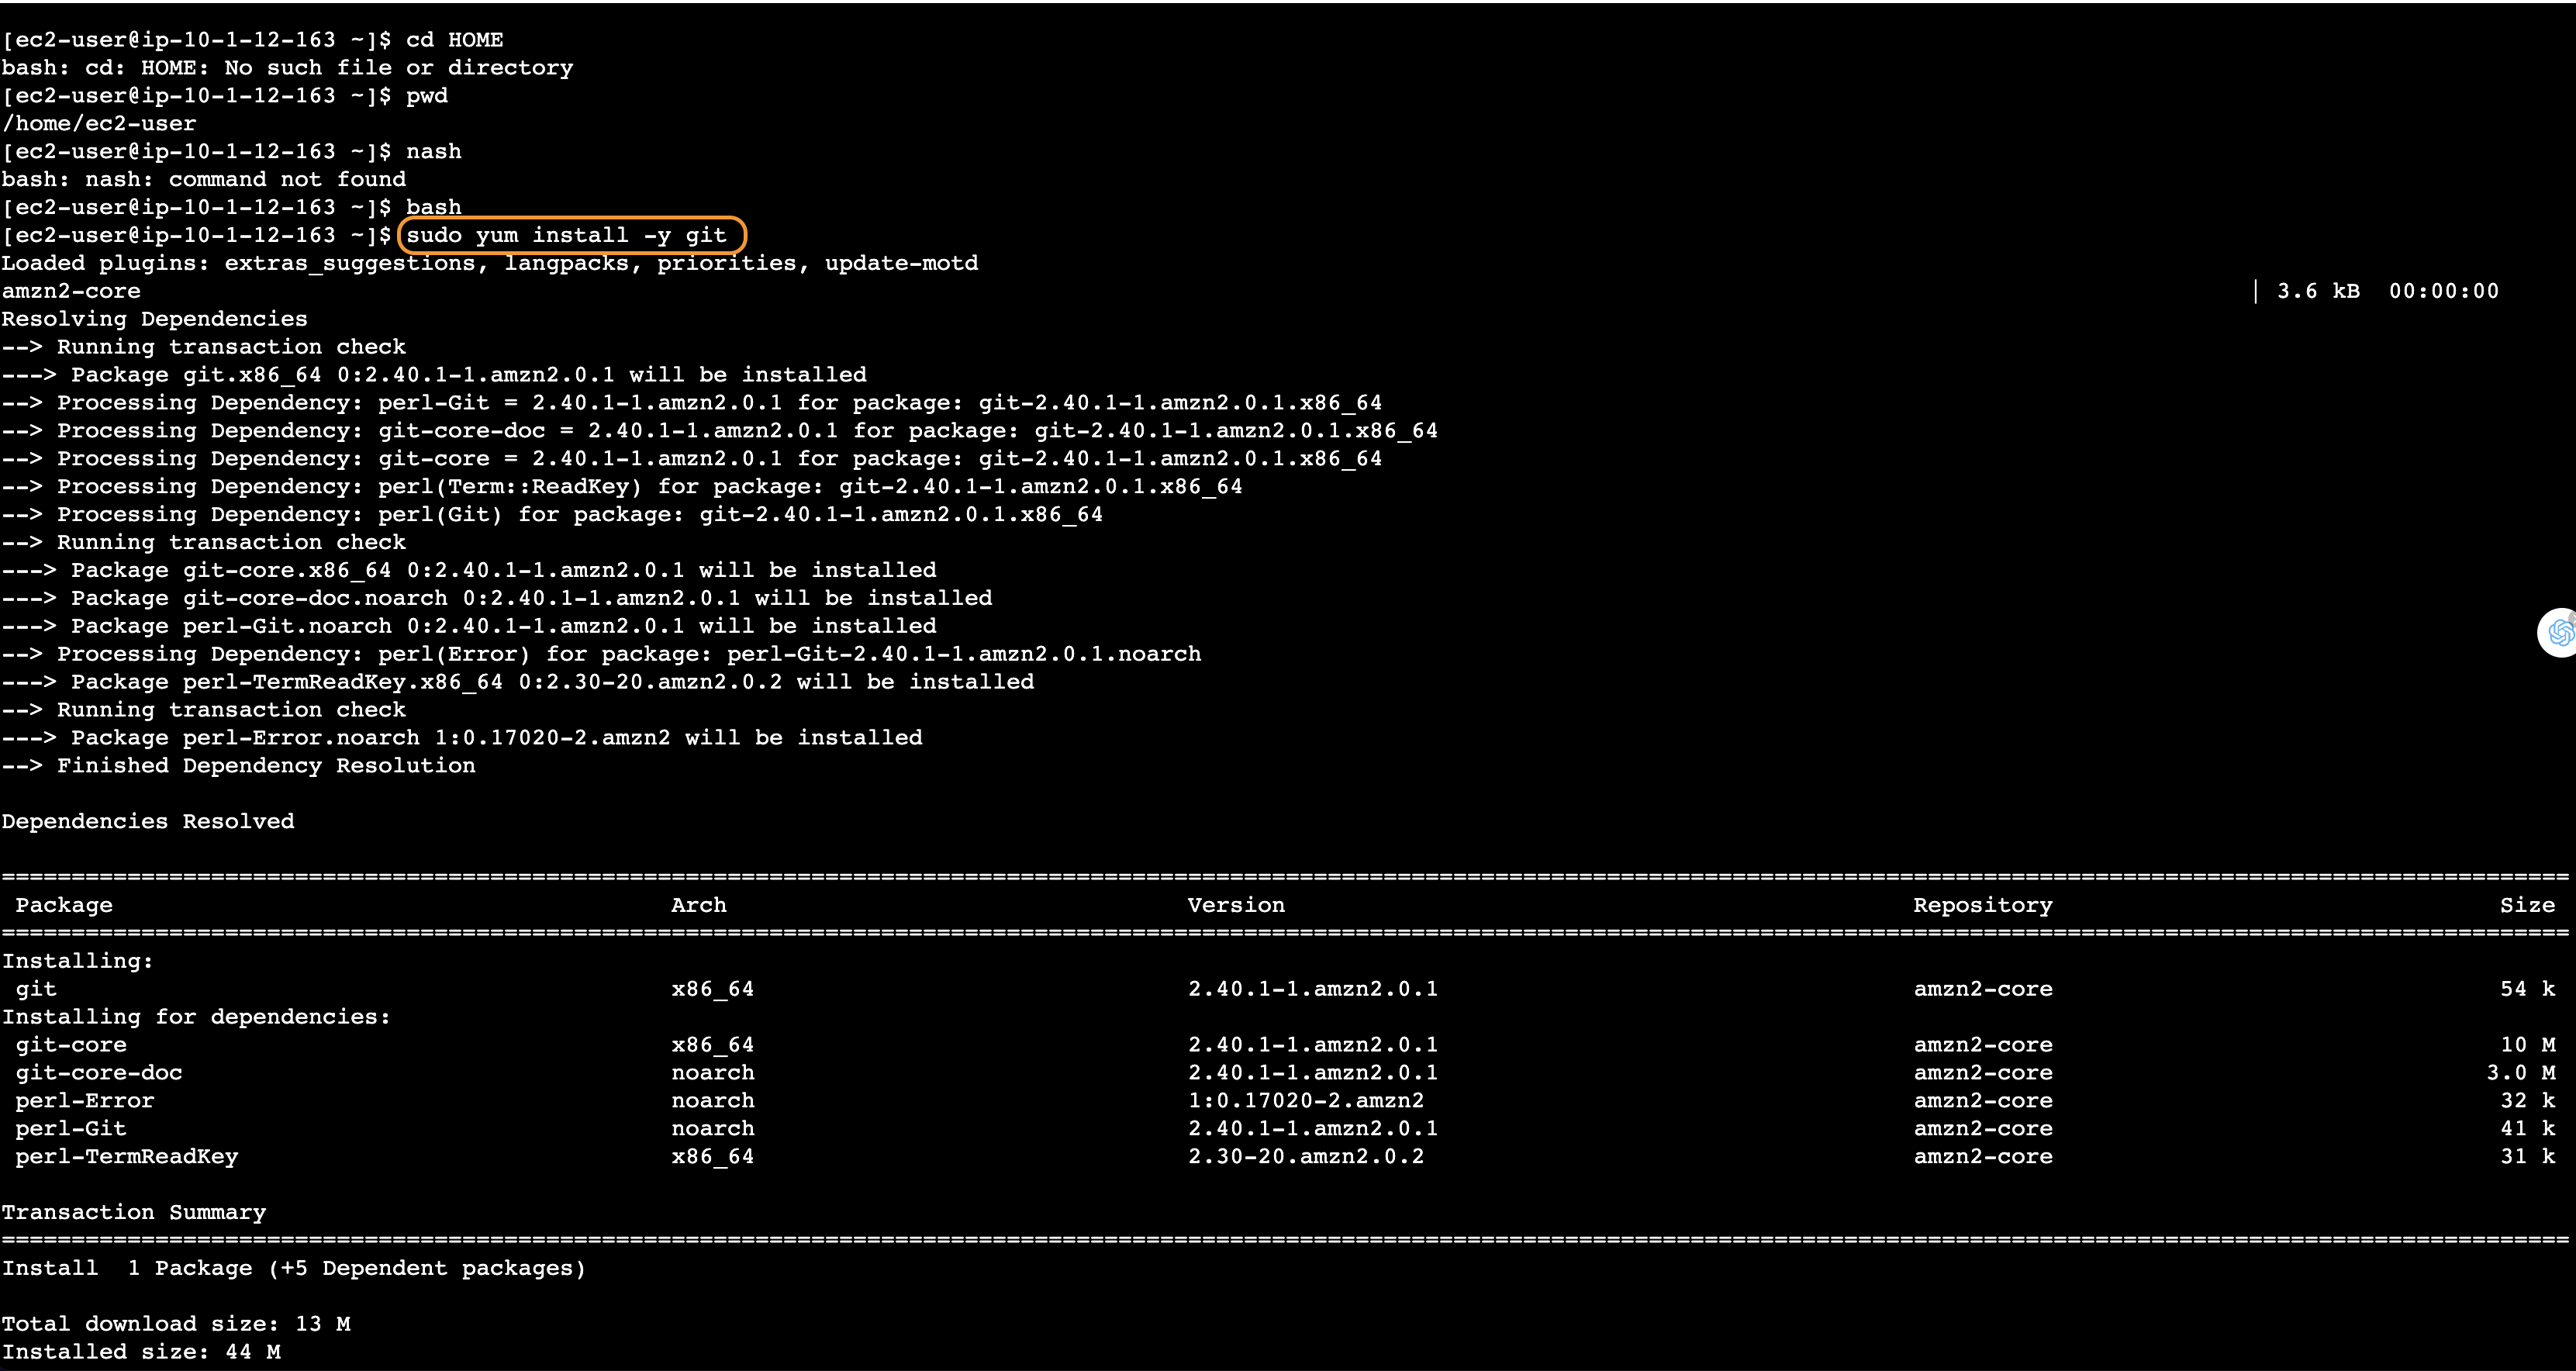 [ec2-user@ip-10-1-12-163 ~]$ cd HOME
bash: cd: HOME: No such file or directory
[ec2-user@ip-10-1-12-163 ~]$ pwd
/home/ec2-user
[ec2-user@ip-10-1-12-163 ~]$ nash
bash: nash: command not found
[ec2-user@ip-10-1-12-163 ~]$ bash
[ec2-user@ip-10-1-12-163 ~]$ sudo yum install -y git
Loaded plugins: extras_suggestions, langpacks, priorities, update-motd
amzn2-core | 3.6 kB 00:00:00
Resolving Dependencies
--> Running transaction check
---> Package git.x86_64 0:2.40.1-1.amzn2.0.1 will be installed
--> Processing Dependency: perl-Git = 2.40.1-1.amzn2.0.1 for package: git-2.40.1-1.amzn2.0.1.x86_64
--> Processing Dependency: git-core-doc = 2.40.1-1.amzn2.0.1 for package: git-2.40.1-1.amzn2.0.1.x86_64
--> Processing Dependency: git-core = 2.40.1-1.amzn2.0.1 for package: git-2.40.1-1.amzn2.0.1.x86_64
--> Processing Dependency: perl(Term::ReadKey) for package: git-2.40.1-1.amzn2.0.1.x86_64
--> Processing Dependency: perl(Git) for package: git-2.40.1-1.amzn2.0.1.x86_64
--> Running transaction check
---> Package git-core.x86_64 0:2.40.1-1.amzn2.0.1 will be installed
---> Package git-core-doc.noarch 0:2.40.1-1.amzn2.0.1 will be installed
---> Package perl-Git.noarch 0:2.40.1-1.amzn2.0.1 will be installed
--> Processing Dependency: perl(Error) for package: perl-Git-2.40.1-1.amzn2.0.1.noarch
---> Package perl-TermReadKey.x86_64 0:2.30-20.amzn2.0.2 will be installed
--> Running transaction check
---> Package perl-Error.noarch 1:0.17020-2.amzn2 will be installed
--> Finished Dependency Resolution
Dependencies Resolved
Package Arch Version Repository Size
Installing:
git x86_64 2.40.1-1.amzn2.0.1 amzn2-core 54 k
Installing for dependencies:
git-core x86_64 2.40.1-1.amzn2.0.1 amzn2-core 10 M
git-core-doc noarch 2.40.1-1.amzn2.0.1 amzn2-core 3.0 M
perl-Error noarch 1:0.17020-2.amzn2 amzn2-core 32 k
perl-Git noarch 2.40.1-1.amzn2.0.1 amzn2-core 41 k
perl-TermReadKey x86_64 2.30-20.amzn2.0.2 amzn2-core 31 k
Transaction Summary
Install 1 Package (+5 Dependent packages)
Total download size: 13 M
Installed size: 44 M